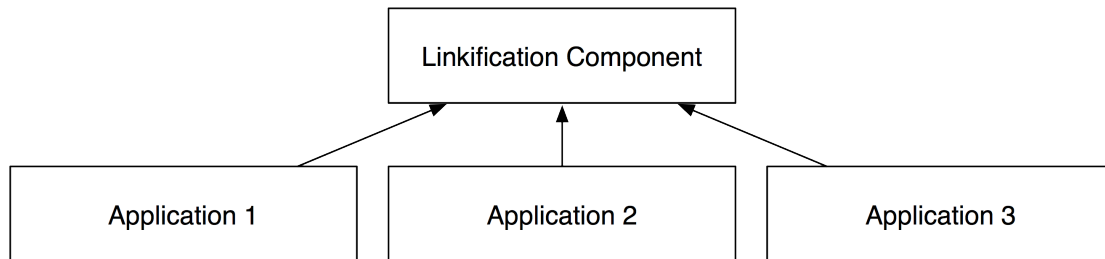 Linkification Component
Application 1
Application 2
Application 3